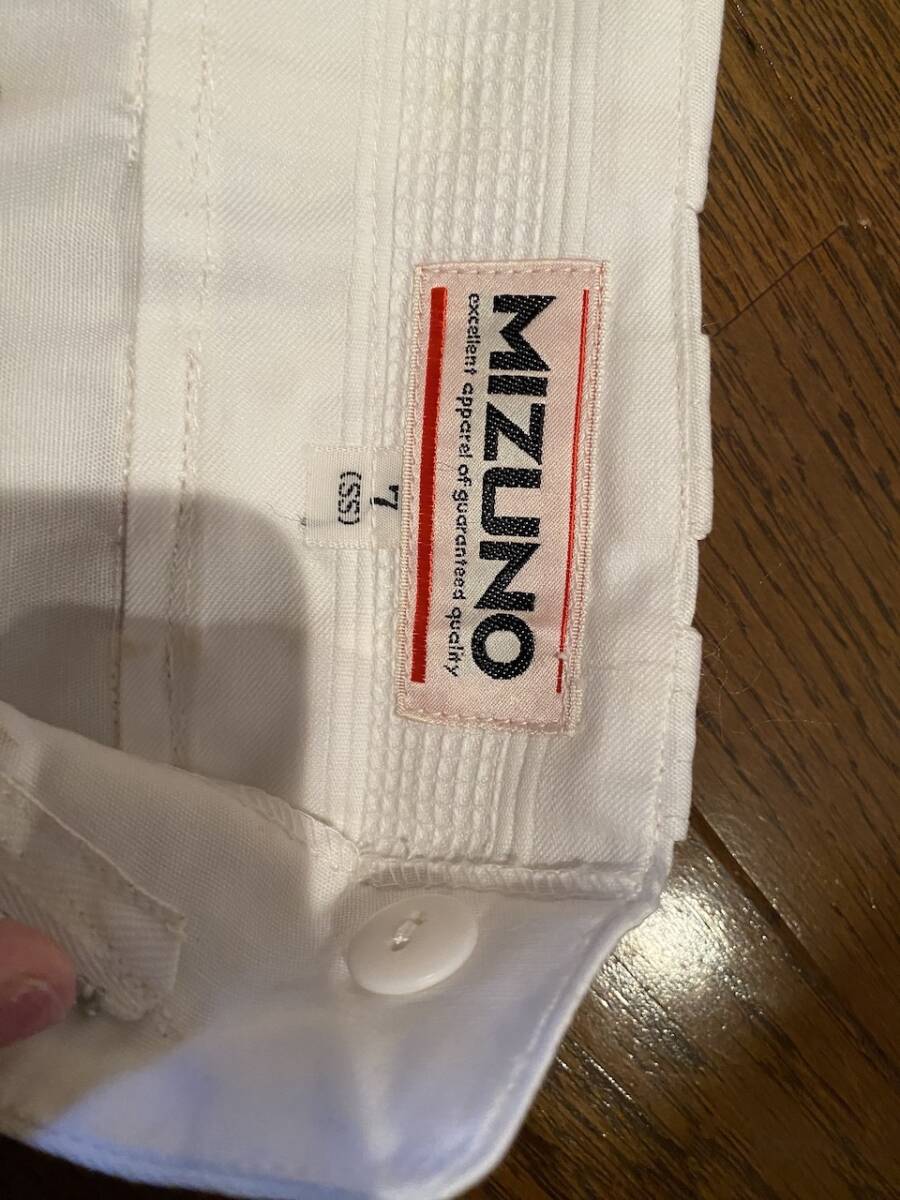 MIZUNO
excellent apparel of guaranteed quality
7
(SS)